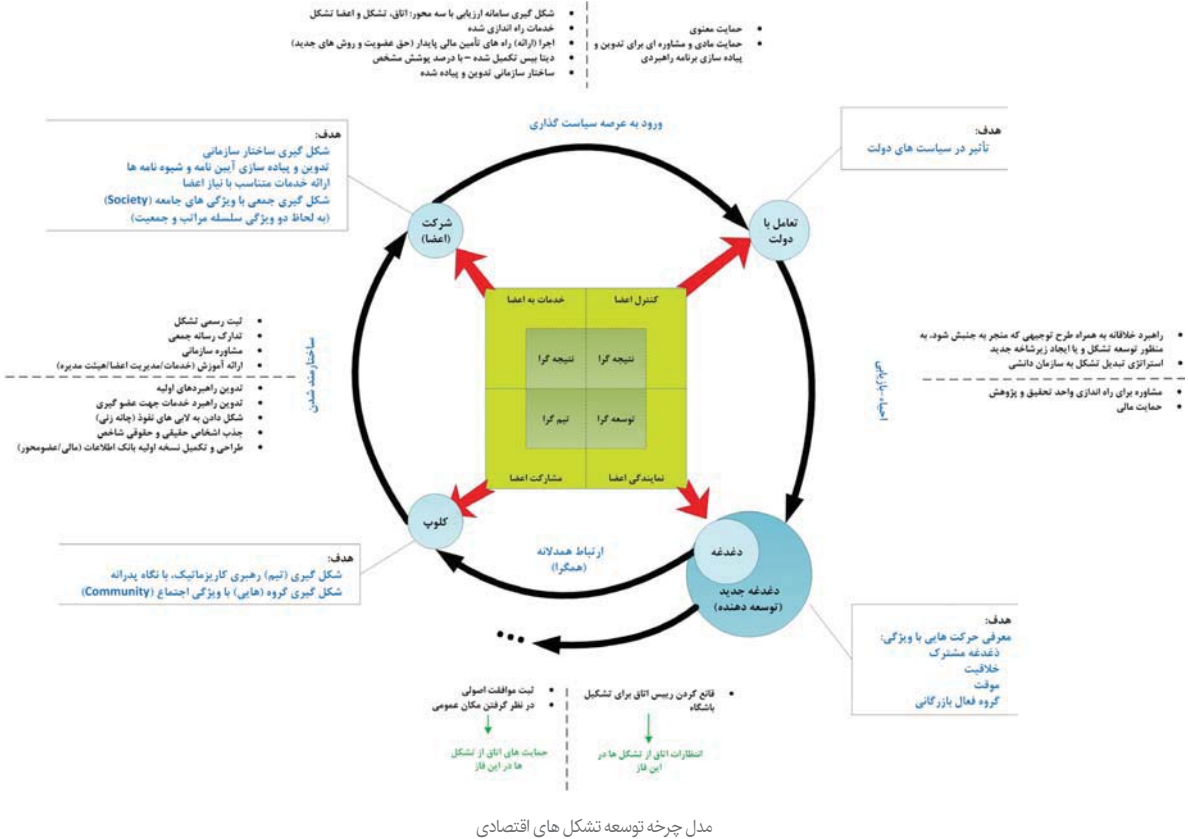 شکل گیری سامانه ارزیابی با سه محور: اتاق، تشکل و اعضا تشکل
خدمات راه اندازی شده
اجرا (ارائه) راه های تأمین مالی پایدار (حق عضویت و روش های جدید)
دیتا بیس تکمیل شده – با درصد پوشش مشخص
ساختار سازمانی تدوین و پیاده شده
حمایت معنوی
حمایت مادی و مشاوره ای برای تدوین و
پیاده سازی برنامه راهبردی
ورود به عرصه سیاست گذاری
هدف:
تأثیر در سیاست های دولت
هدف:
شکل گیری ساختار سازمانی
تدوین و پیاده سازی آیین نامه و شیوه نامه ها
ارائه خدمات متناسب با نیاز اعضا
شکل گیری جمعی با ویژگی های جامعه (Society)
(به لحاظ دو ویژگی سلسله مراتب و جمعیت)
تعامل با
دولت
شرکت
(اعضا)
کنترل اعضا
خدمات به اعضا
نتیجه گرا
نتیجه گرا
توسعه گرا
تیم گرا
نمایندگی اعضا
مشارکت اعضا
راهبرد خلاقانه به همراه طرح توجیهی که منجر به جنبش شود، به
منظور توسعه تشکل و یا ایجاد زیرشاخه جدید
استراتژی تبدیل تشکل به سازمان دانشی
مشاوره برای راه اندازی واحد تحقیق و پژوهش
حمایت مالی
احیاء-بازیابی
ساختارمند شدن
ثبت رسمی تشکل
تدارک رسانه جمعی
مشاوره سازمانی
ارائه آموزش (خدمات/مدیریت اعضا/هیئت مدیره)
تدوین راهبردهای اولیه
تدوین راهبرد خدمات جهت عضو گیری
شکل دادن به لابی های نفوذ (چانه زنی)
جذب اشخاص حقیقی و حقوقی شاخص
طراحی و تکمیل نسخه اولیه بانک اطلاعات (مالی/عضومحور)
کلوپ
دغدغه
دغدغه جدید
(توسعه دهنده)
ارتباط همدلانه
(همگرا)
هدف:
شکل گیری (تیم) رهبری کاریزماتیک، با نگاه پدرانه
شکل گیری گروه (هایی) با ویژگی اجتماع (Community)
هدف:
معرفی حرکت هایی با ویژگی:
دغدغه مشترک
خلاقیت
موقت
گروه فعال بازرگانی
...
قانع کردن رییس اتاق برای تشکیل
باشگاه
انتظارات اتاق از تشکل ها در
این فاز
ثبت موافقت اصولی
در نظر گرفتن مکان عمومی
حمایت های اتاق از تشکل
ها در این فاز
مدل چرخه توسعه تشکل های اقتصادی